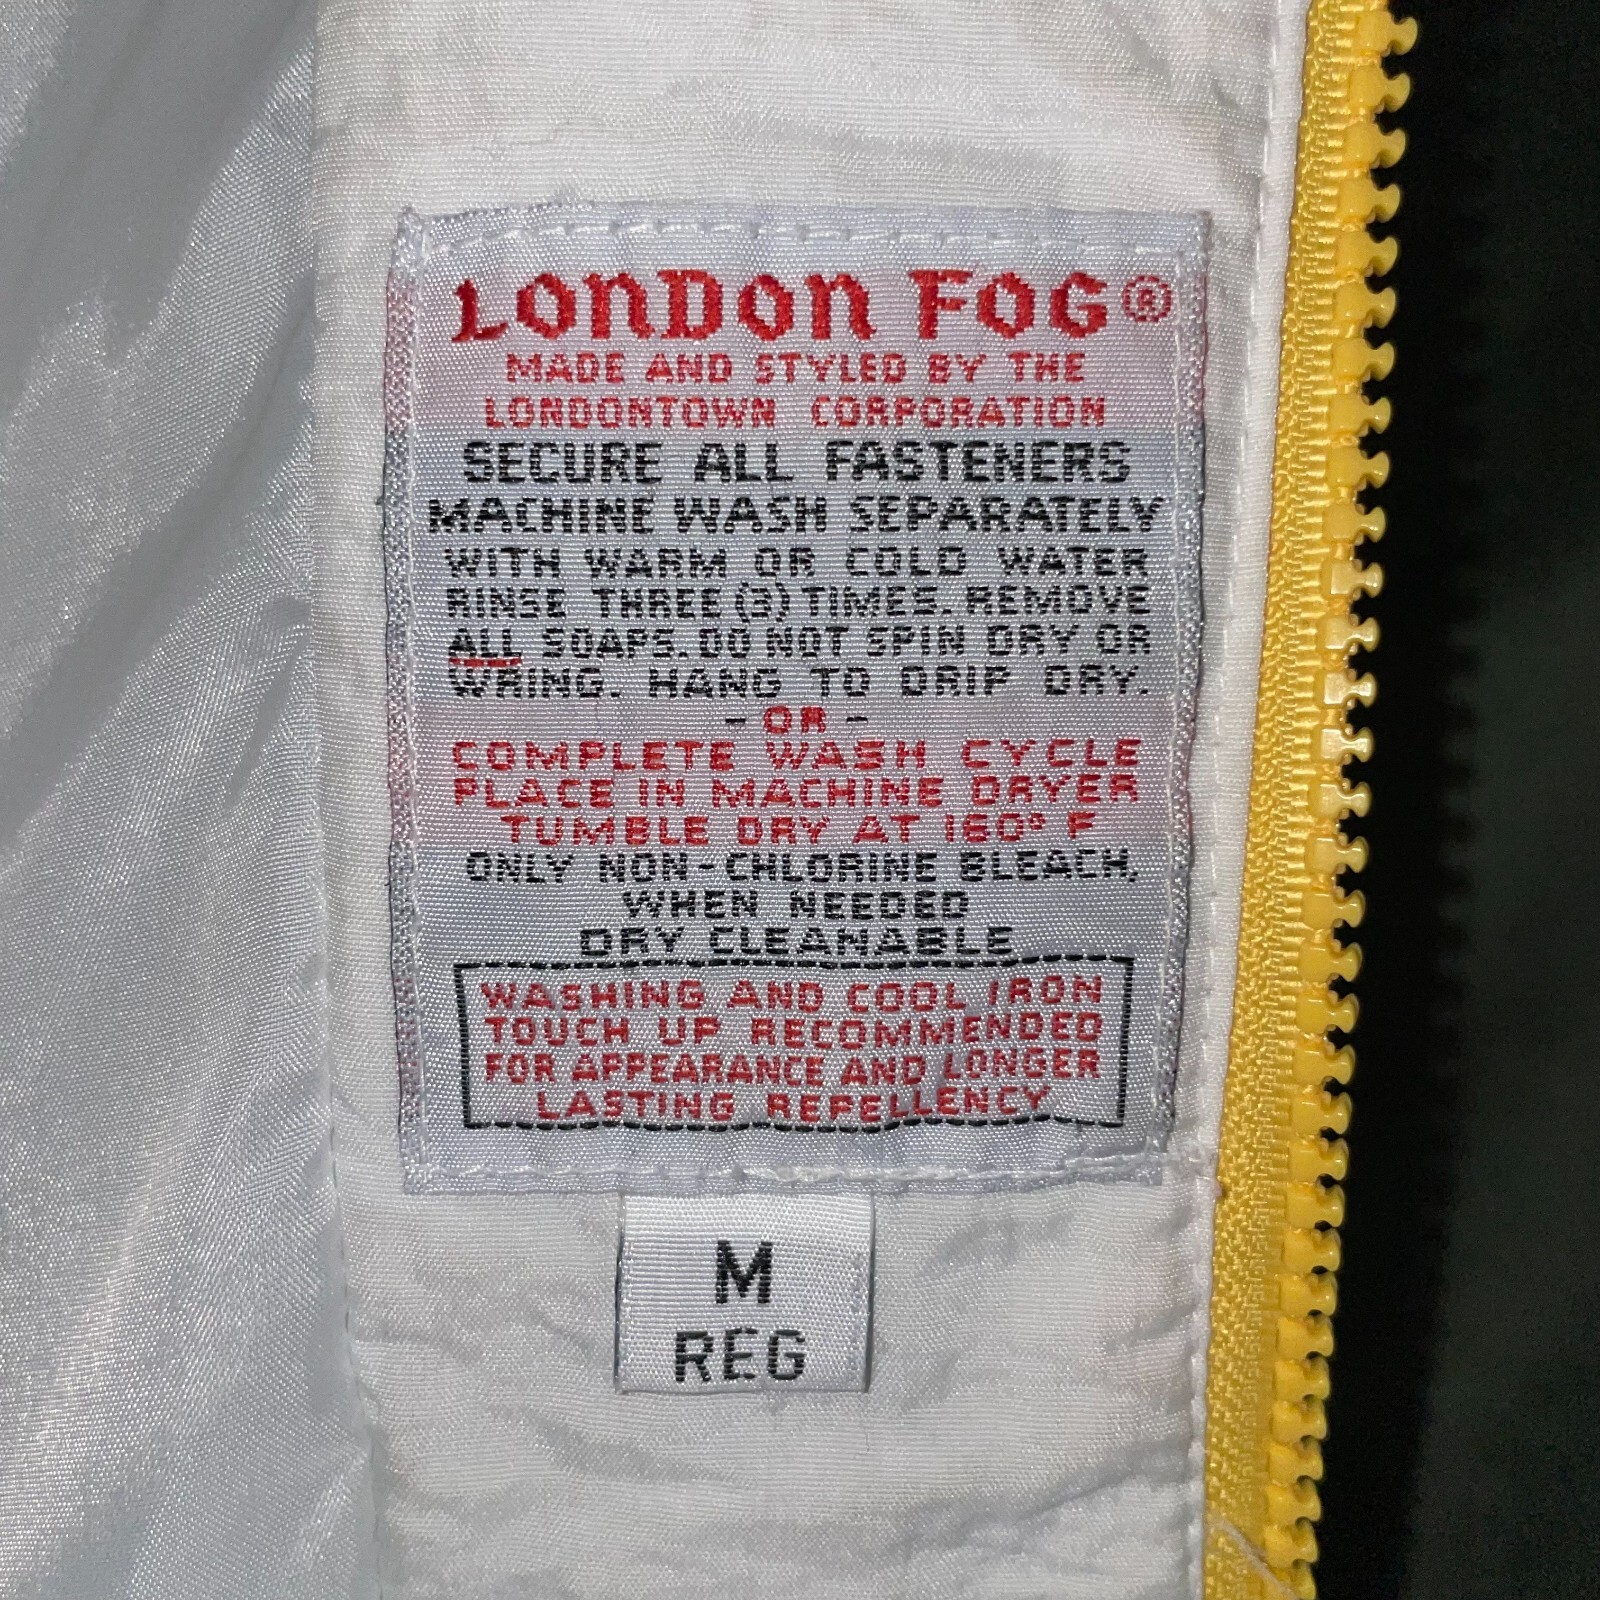 LONDON FOG®
MADE AND STYLED BY THE
LONDONTOWN CORPORATION
SECURE ALL FASTENERS
MACHINE WASH SEPARATELY
WITH WARM OR COLD WATER
RINSE THREE (3) TIMES. REMOVE
ALL SOAPS. DO NOT SPIN DRY OR
WRING. HANG TO DRIP DRY.
- OR -
COMPLETE WASH CYCLE
PLACE IN MACHINE DRYER
TUMBLE DRY AT 160° F
ONLY NON-CHLORINE BLEACH,
WHEN NEEDED
DRY CLEANABLE
WASHING AND COOL IRON
TOUCH UP RECOMMENDED
FOR APPEARANCE AND LONGER
LASTING REPELLENCY
M
REG